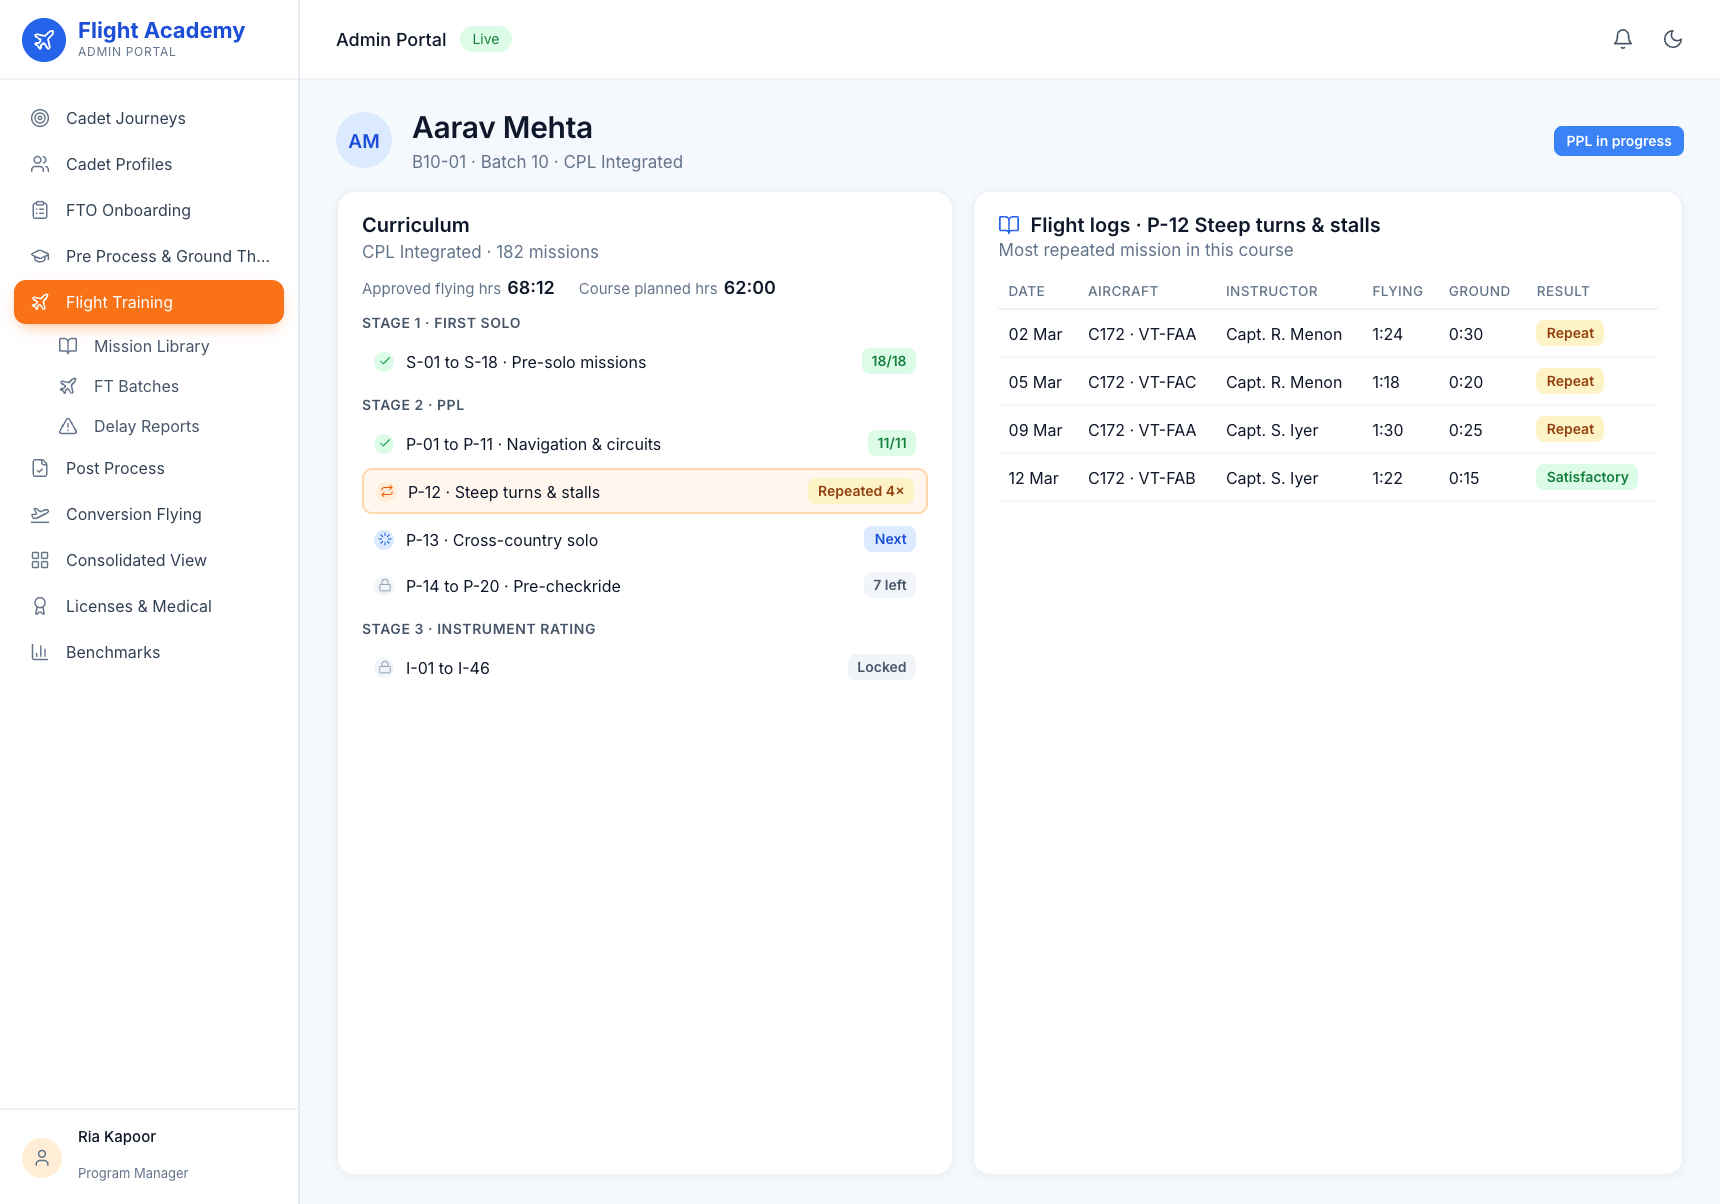 Flight Academy
ADMIN PORTAL
Cadet Journeys
Cadet Profiles
FTO Onboarding
Pre Process & Ground Th...
Flight Training
Mission Library
FT Batches
Delay Reports
Post Process
Conversion Flying
Consolidated View
Licenses & Medical
Benchmarks
Ria Kapoor
Program Manager
Admin Portal Live
AM
Aarav Mehta
B10-01 · Batch 10 · CPL Integrated
PPL in progress
Curriculum
CPL Integrated · 182 missions
Approved flying hrs 68:12 Course planned hrs 62:00
STAGE 1 · FIRST SOLO
S-01 to S-18 · Pre-solo missions 18/18
STAGE 2 · PPL
P-01 to P-11 · Navigation & circuits 11/11
P-12 · Steep turns & stalls Repeated 4×
P-13 · Cross-country solo Next
P-14 to P-20 · Pre-checkride 7 left
STAGE 3 · INSTRUMENT RATING
I-01 to I-46 Locked
Flight logs · P-12 Steep turns & stalls
Most repeated mission in this course
DATE AIRCRAFT INSTRUCTOR FLYING GROUND RESULT
02 Mar C172 · VT-FAA Capt. R. Menon 1:24 0:30 Repeat
05 Mar C172 · VT-FAC Capt. R. Menon 1:18 0:20 Repeat
09 Mar C172 · VT-FAA Capt. S. Iyer 1:30 0:25 Repeat
12 Mar C172 · VT-FAB Capt. S. Iyer 1:22 0:15 Satisfactory